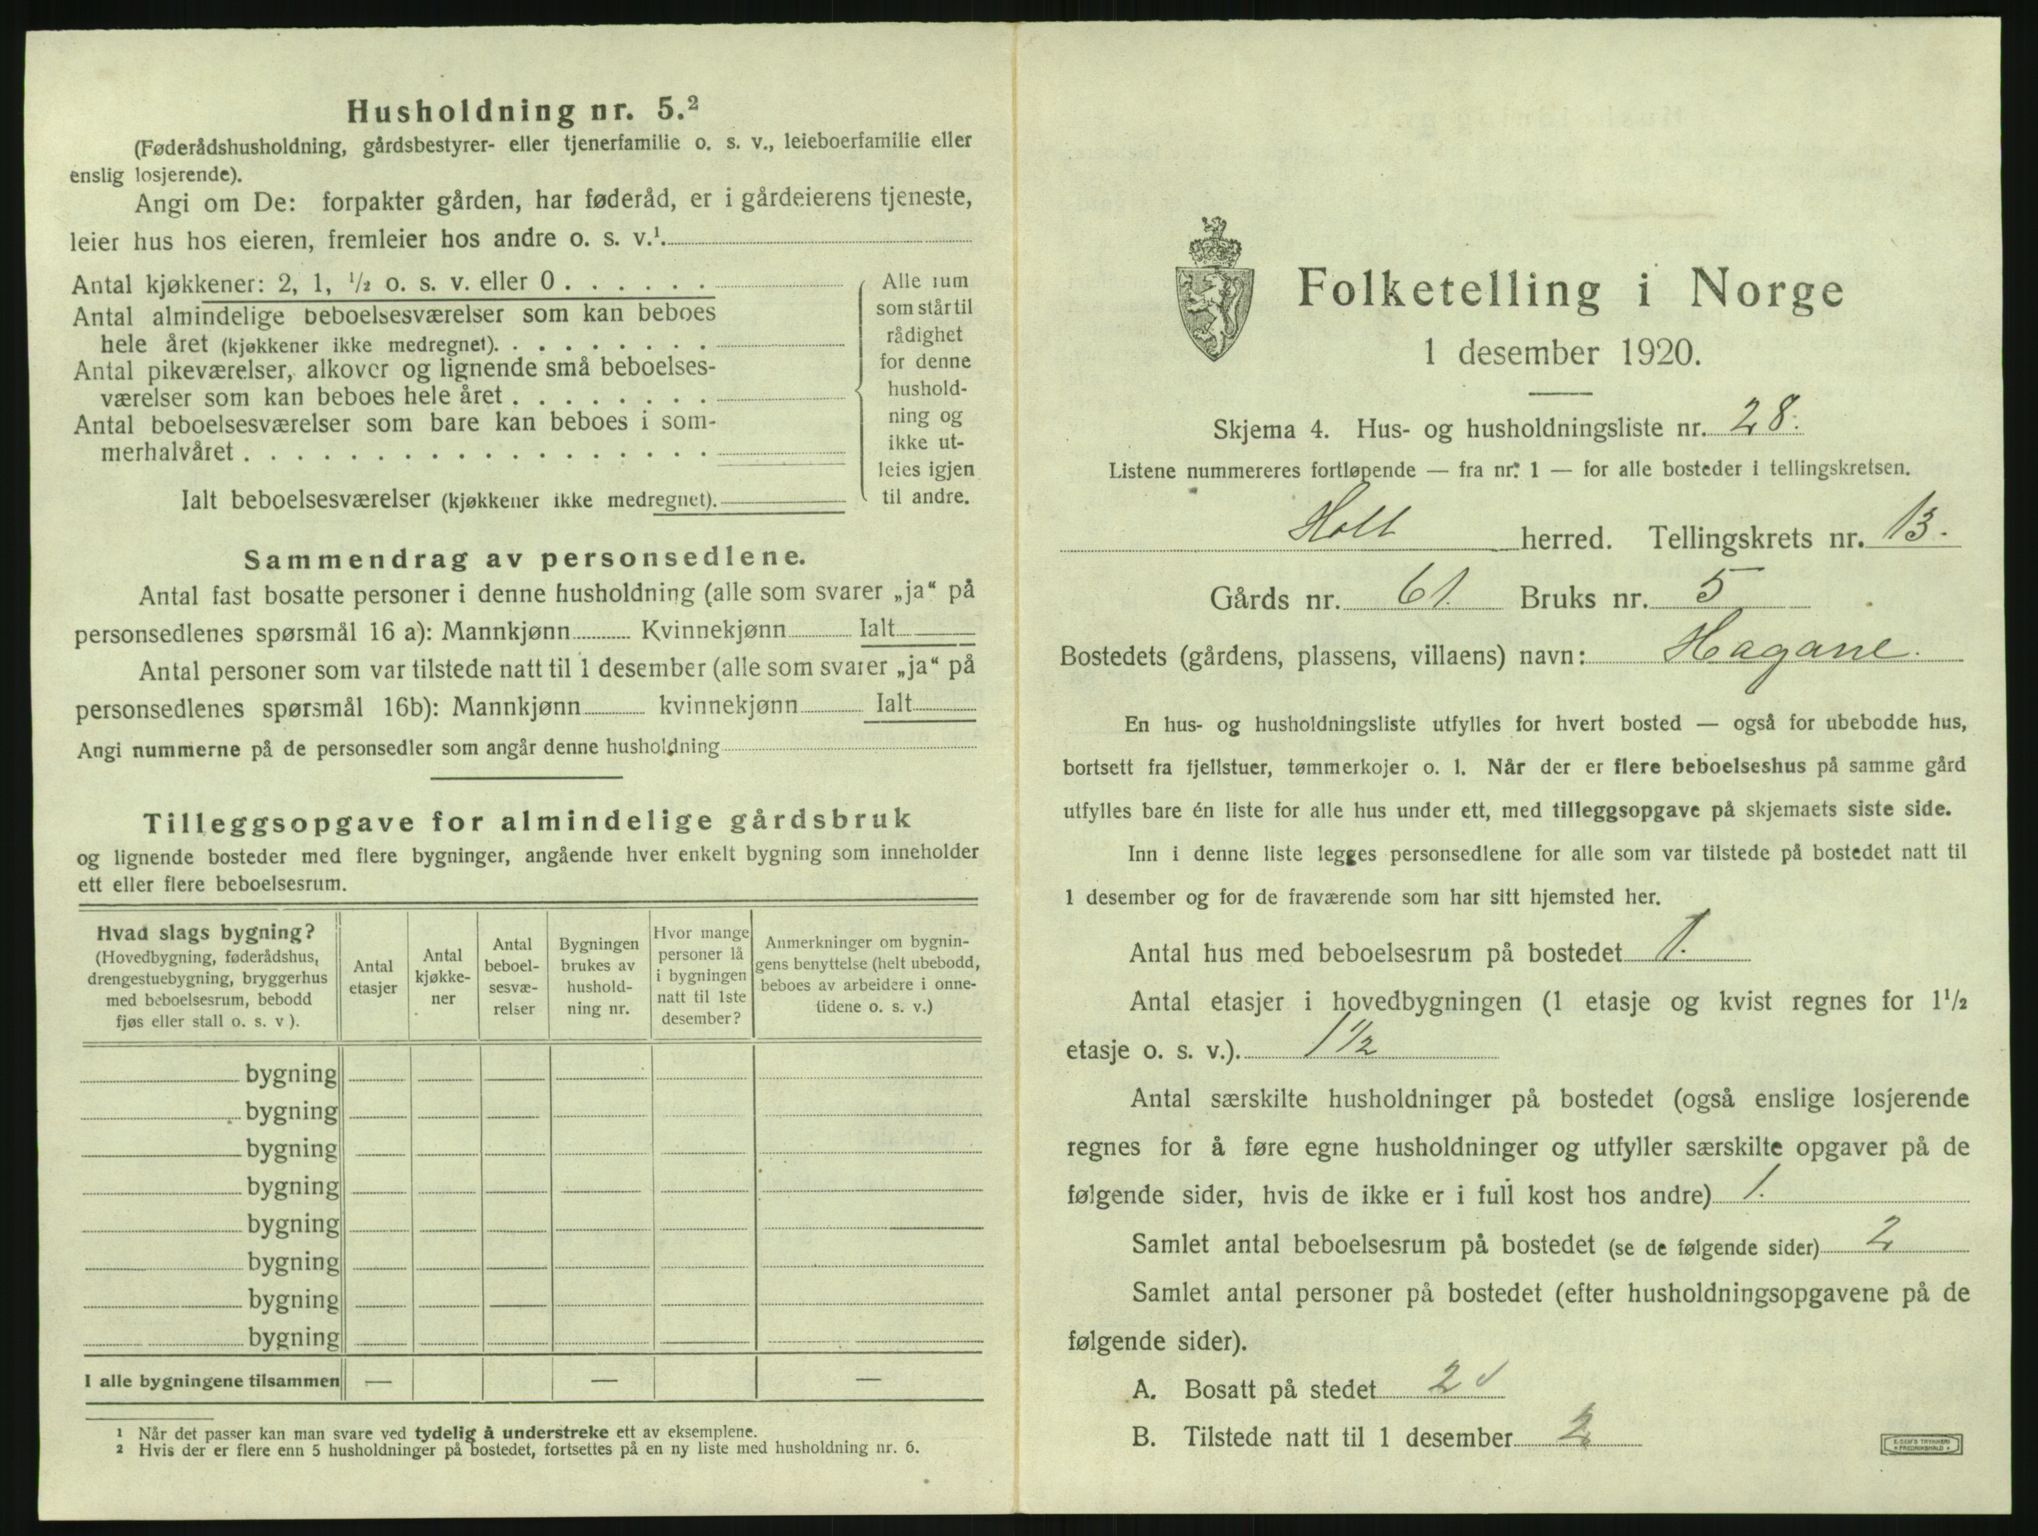 Husholdning nr. 5.²
(Føderådshusholdning, gårdsbestyrer- eller tjenerfamilie o. s. v., leieboerfamilie eller
enslig losjerende).
Angi om De: forpakter gården, har føderåd, er i gårdeierens tjeneste,
leier hus hos eieren, fremleier hos andre o. s. v.¹
Antal kjøkkener: 2, 1, ½ o. s. v. eller 0 . . . . . .
Antal almindelige beboelsesværelser som kan beboes
hele året (kjøkkener ikke medregnet). . . . . . . . .
Antal pikeværelser, alkover og lignende små beboelses-
værelser som kan beboes hele året . . . . . . . .
Antal beboelsesværelser som bare kan beboes i som-
merhalvåret . . . . . . . . . . . . . . . . . .
Ialt beboelsesværelser (kjøkkener ikke medregnet).
Alle rum
som står til
rådighet
for denne
hushold-
ning og
ikke ut-
leies igjen
til andre.
Sammendrag av personsedlene.
Antal fast bosatte personer i denne husholdning (alle som svarer „ja“ på
personsedlenes spørsmål 16 a): Mannkjønn Kvinnekjønn Ialt
Antal personer som var tilstede natt til 1 desember (alle som svarer „ja“ på
personsedlenes spørsmål 16b): Mannkjønn kvinnekjønn Ialt
Angi nummerne på de personsedler som angår denne husholdning
Tilleggsopgave for almindelige gårdsbruk
og lignende bosteder med flere bygninger, angående hver enkelt bygning som inneholder
ett eller flere beboelsesrum.
Hvad slags bygning?
(Hovedbygning, føderådshus,
drengestuebygning, bryggerhus
med beboelsesrum, bebodd
fjøs eller stall o. s. v ).
Antal
etasjer
Antal
kjøkke-
ner
Antal
beboel-
sesvæ-
relser
Bygningen
brukes av
hushold-
ning nr.
Hvor mange
personer lå
i bygningen
natt til 1ste
desember?
Anmerkninger om bygnin-
gens benyttelse (helt ubebodd,
beboes av arbeidere i onne-
tidene o. s. v.)
bygning
bygning
bygning
bygning
bygning
bygning
bygning
bygning
I alle bygningene tilsammen — — —
¹ Når det passer kan man svare ved tydelig å understreke ett av eksemplene.
² Hvis der er flere enn 5 husholdninger på bostedet, fortsettes på en ny liste med husholdning nr. 6.
Folketelling i Norge
1 desember 1920.
Skjema 4. Hus- og husholdningsliste nr. 28.
Listene nummereres fortløpende — fra nr. 1 — for alle bosteder i tellingskretsen.
Holt herred. Tellingskrets nr. 13.
Gårds nr. 61. Bruks nr. 5
Bostedets (gårdens, plassens, villaens) navn: Hagane.
En hus- og husholdningsliste utfylles for hvert bosted — også for ubebodde hus,
bortsett fra fjellstuer, tømmerkojer o. l. Når der er flere beboelseshus på samme gård
utfylles bare én liste for alle hus under ett, med tilleggsopgave på skjemaets siste side.
Inn i denne liste legges personsedlene for alle som var tilstede på bostedet natt til
1 desember og for de fraværende som har sitt hjemsted her.
Antal hus med beboelsesrum på bostedet 1.
Antal etasjer i hovedbygningen (1 etasje og kvist regnes for 1½
etasje o. s. v.). 1½
Antal særskilte husholdninger på bostedet (også enslige losjerende
regnes for å føre egne husholdninger og utfyller særskilte opgaver på de
følgende sider, hvis de ikke er i full kost hos andre) 1.
Samlet antal beboelsesrum på bostedet (se de følgende sider) 2
Samlet antal personer på bostedet (efter husholdningsopgavene på de
følgende sider).
A. Bosatt på stedet 2
B. Tilstede natt til 1 desember 2